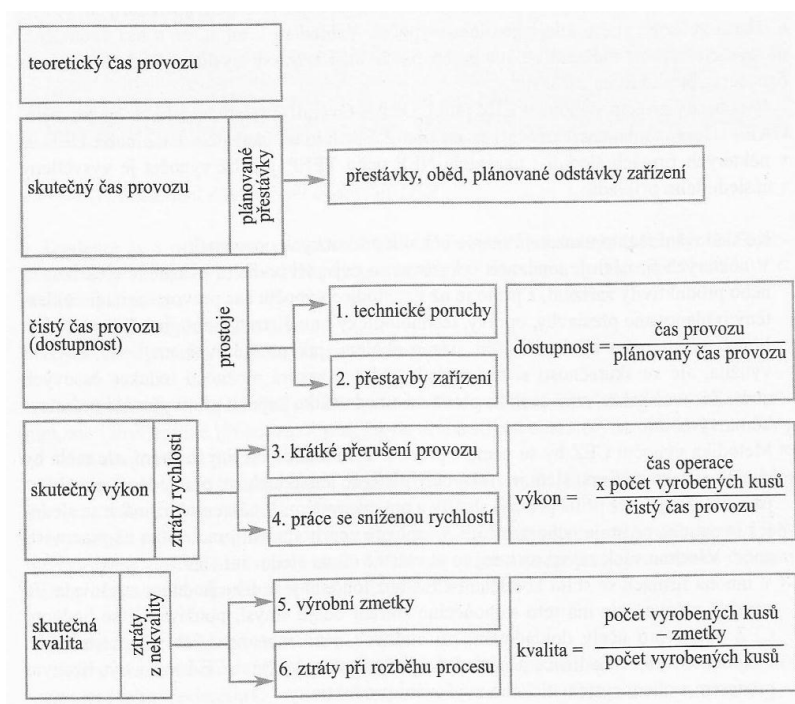 teoretický čas provozu
skutečný čas provozu
plánované
přestávky
přestávky, oběd, plánované odstávky zařízení
čistý čas provozu
(dostupnost)
prostoje
1. technické poruchy
2. přestavby zařízení
dostupnost = čas provozu
plánovaný čas provozu
skutečný výkon
ztráty rychlosti
3. krátké přerušení provozu
4. práce se sníženou rychlostí
výkon =
čas operace
x počet vyrobených kusů
čistý čas provozu
skutečná
kvalita
ztráty
z nekvality
5. výrobní zmetky
6. ztráty při rozběhu procesu
kvalita =
počet vyrobených kusů
– zmetky
počet vyrobených kusů